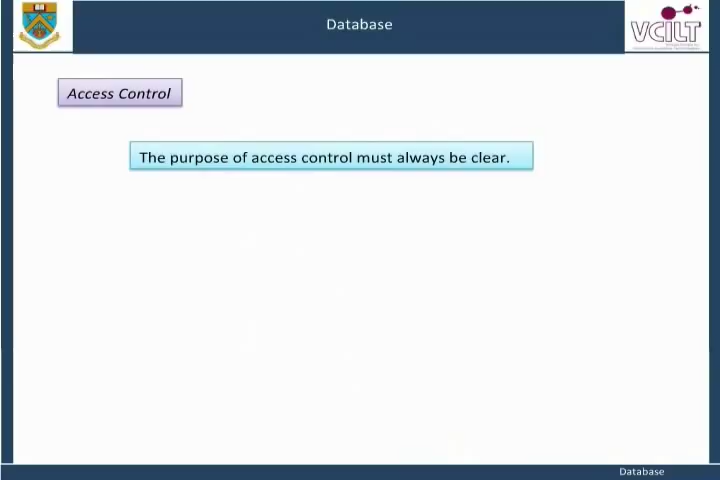 Database
VCILT
Access Control
The purpose of access control must always be clear.
Database